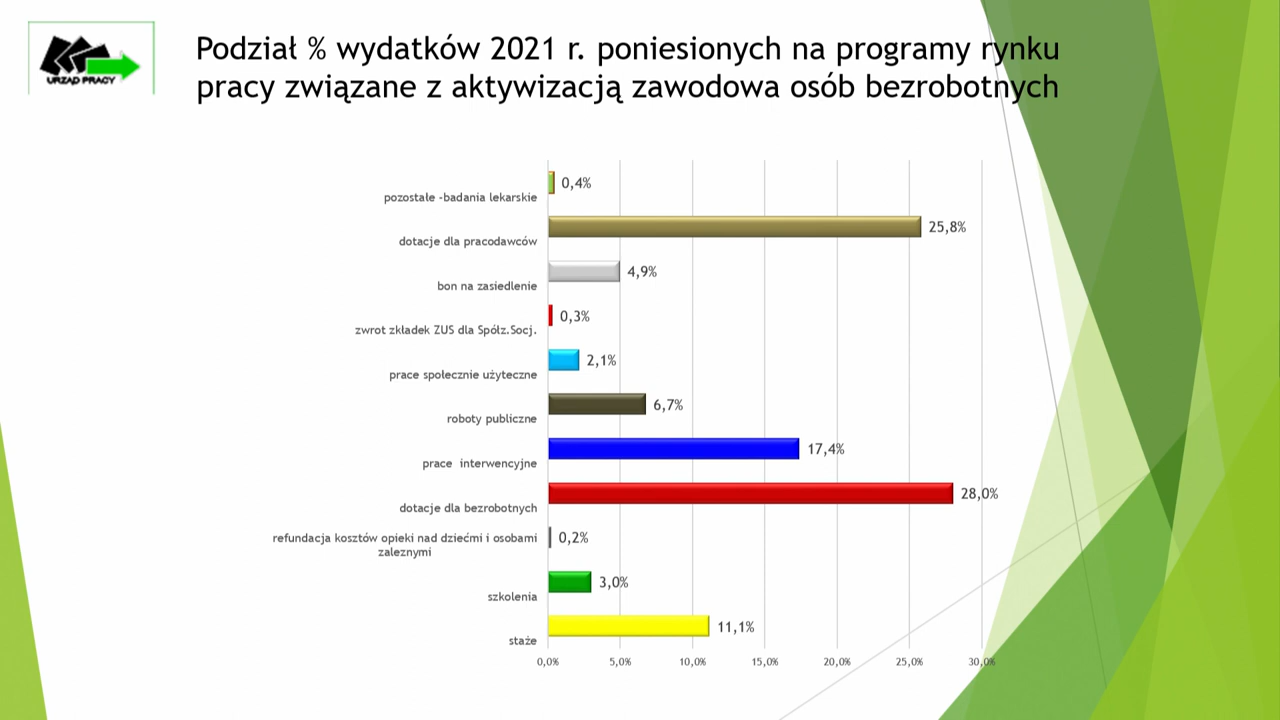 URZĄD PRACY
Podział % wydatków 2021 r. poniesionych na programy rynku
pracy związane z aktywizacją zawodowa osób bezrobotnych
pozostałe -badania lekarskie
0,4%
dotacje dla pracodawców
25,8%
bon na zasiedlenie
4,9%
zwrot zkładek ZUS dla Spółz.Socj.
0,3%
prace społecznie użyteczne
2,1%
roboty publiczne
6,7%
prace interwencyjne
17,4%
dotacje dla bezrobotnych
28,0%
refundacja kosztów opieki nad dziećmi i osobami
zaleznymi
0,2%
szkolenia
3,0%
staże
11,1%
0,0% 5,0% 10,0% 15,0% 20,0% 25,0% 30,0%